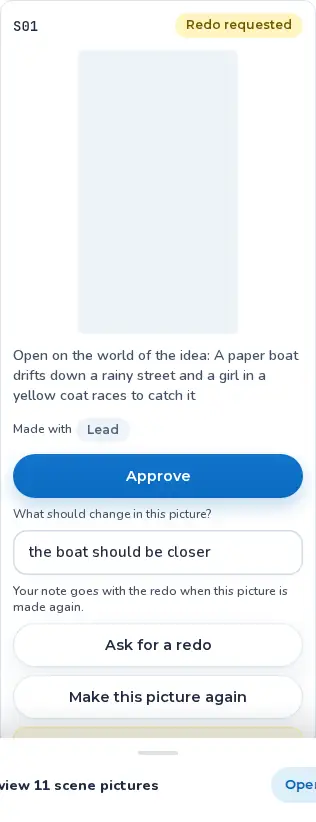 S01
Redo requested
Open on the world of the idea: A paper boat
drifts down a rainy street and a girl in a
yellow coat races to catch it
Made with Lead
Approve
What should change in this picture?
the boat should be closer
Your note goes with the redo when this picture is
made again.
Ask for a redo
Make this picture again
11 scene pictures